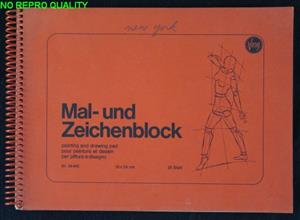 NO REPRO QUALITY
new york
Mal- und
Zeichenblock
painting and drawing pad
pour peinture et dessin
per pittura e disegno